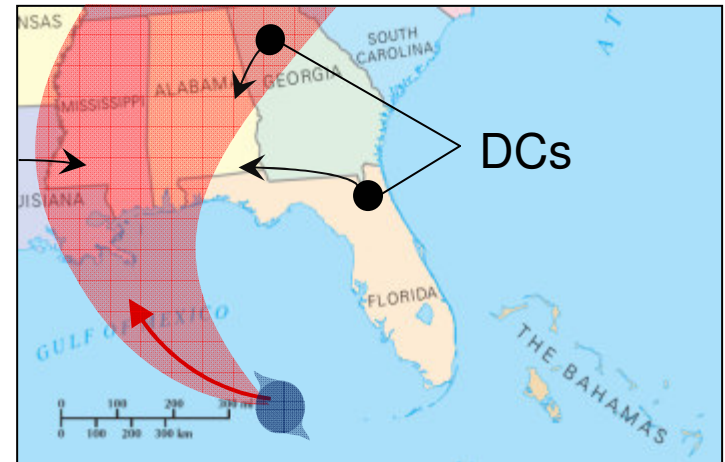 NSAS
SOUTH
CAROLINA
A T
ALABAMA
GEORGIA
MISSISSIPPI
DCs
UISIANA
FLORIDA
GULF OF MEXICO
THE BAHAMAS
0 100 200 300 mi
0 100 200 300 km